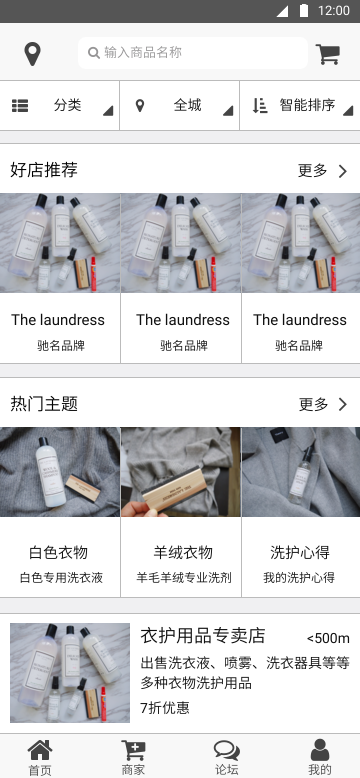 12:00
输入商品名称
分类 全城 智能排序
好店推荐 更多
The laundress The laundress The laundress
驰名品牌 驰名品牌 驰名品牌
热门主题 更多
白色衣物 羊绒衣物 洗护心得
白色专用洗衣液 羊毛羊绒专业洗剂 我的洗护心得
衣护用品专卖店 <500m
出售洗衣液、喷雾、洗衣器具等等
多种衣物洗护用品
7折优惠
首页 商家 论坛 我的